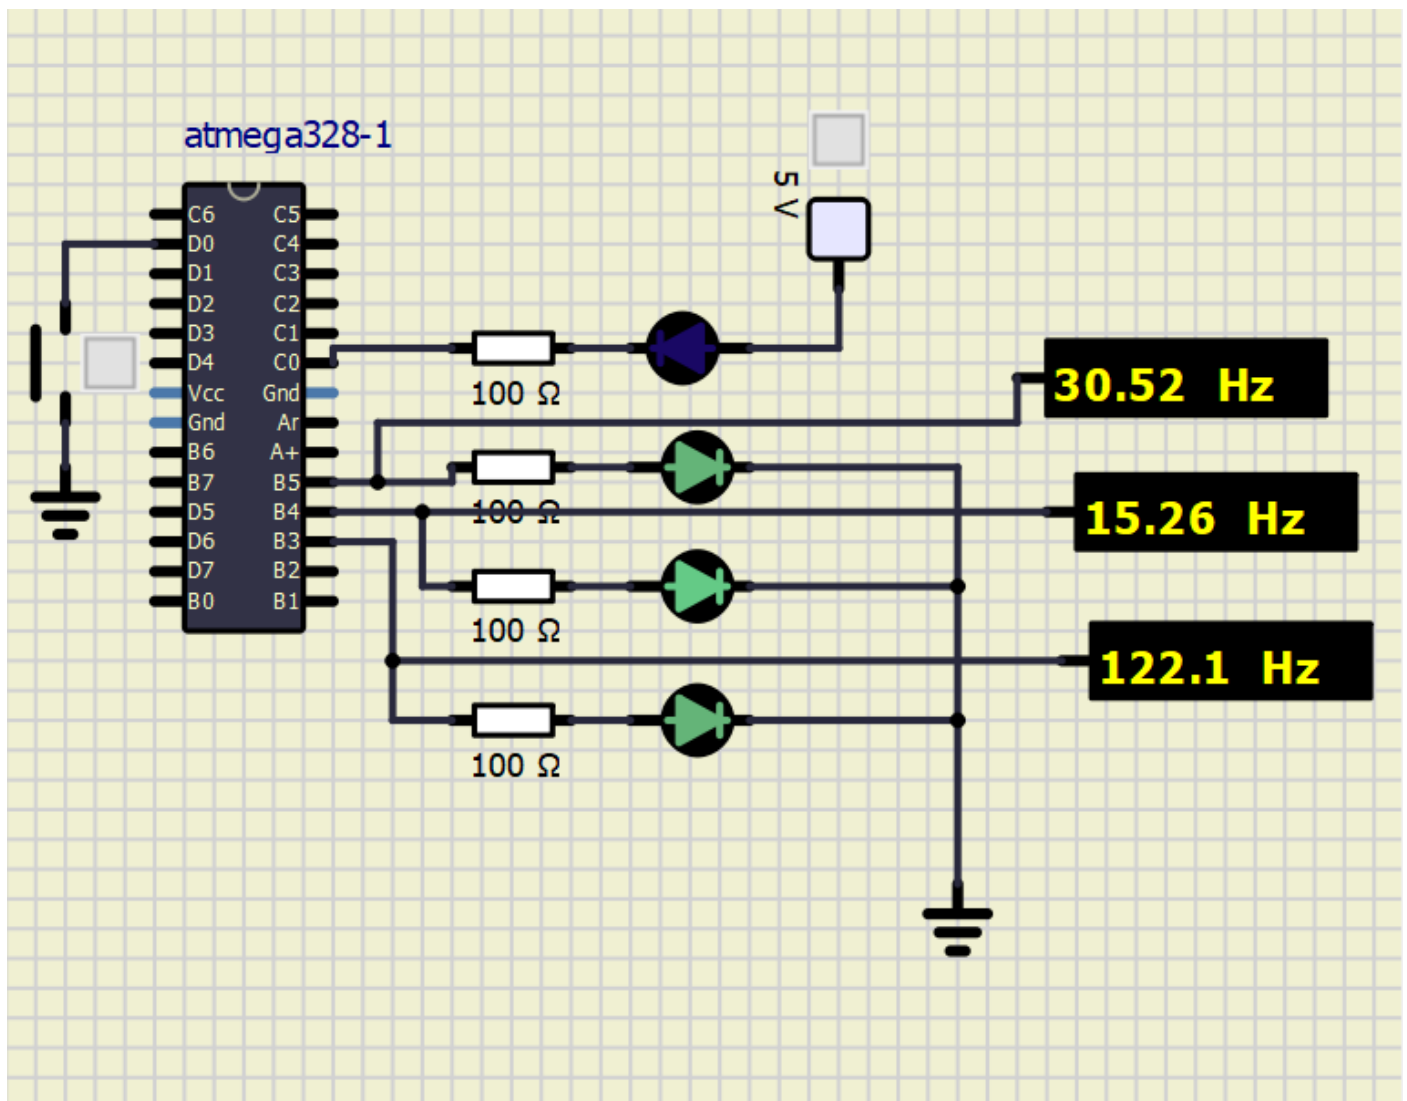 atmega328-1
5 V
C6 C5
D0 C4
D1 C3
D2 C2
D3 C1
D4 C0
Vcc Gnd
Gnd Ar
B6 A+
B7 B5
D5 B4
D6 B3
D7 B2
B0 B1
100 Ω
30.52 Hz
100 Ω
15.26 Hz
100 Ω
122.1 Hz
100 Ω